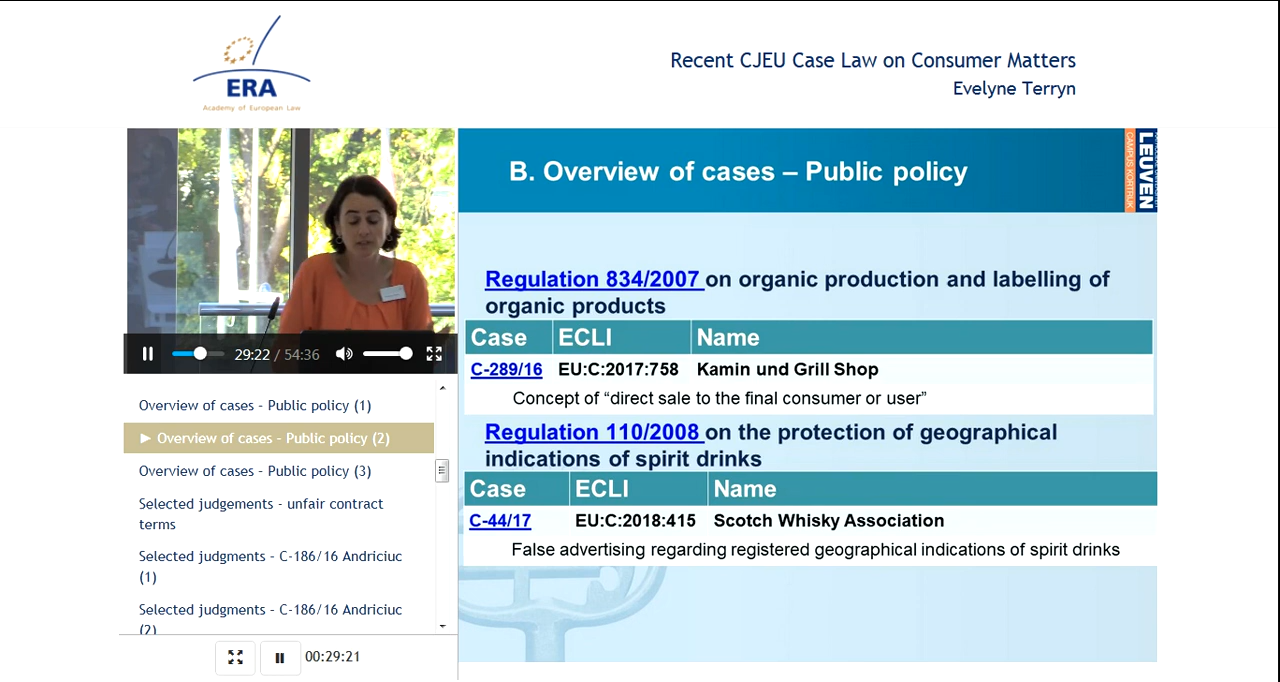 ERA
Academy of European Law
Recent CJEU Case Law on Consumer Matters
Evelyne Terryn
29:22 / 54:36
Overview of cases - Public policy (1)
► Overview of cases - Public policy (2)
Overview of cases - Public policy (3)
Selected judgements - unfair contract
terms
Selected judgments - C-186/16 Andriciuc
(1)
Selected judgments - C-186/16 Andriciuc
(2)
00:29:21
B. Overview of cases – Public policy
LEUVEN
CAMPUS KORTRIJK
Regulation 834/2007 on organic production and labelling of
organic products
Case ECLI Name
C-289/16 EU:C:2017:758 Kamin und Grill Shop
Concept of “direct sale to the final consumer or user”
Regulation 110/2008 on the protection of geographical
indications of spirit drinks
Case ECLI Name
C-44/17 EU:C:2018:415 Scotch Whisky Association
False advertising regarding registered geographical indications of spirit drinks